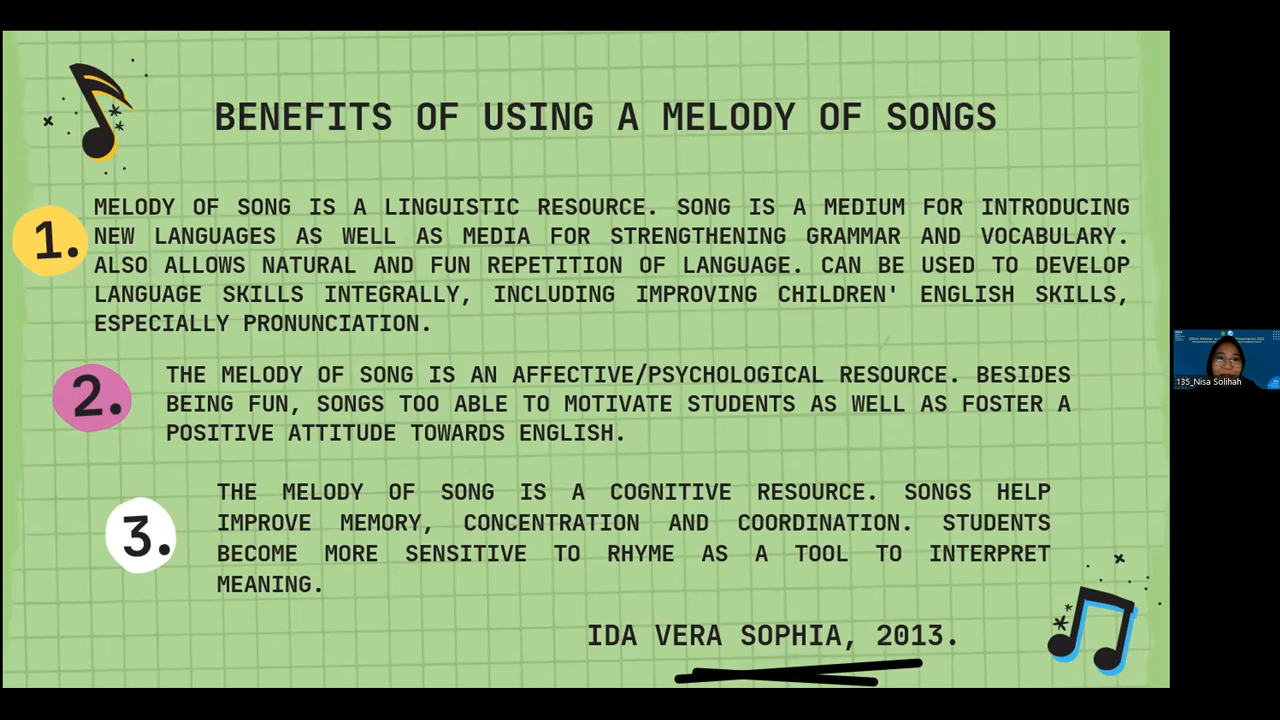 BENEFITS OF USING A MELODY OF SONGS
1.
MELODY OF SONG IS A LINGUISTIC RESOURCE. SONG IS A MEDIUM FOR INTRODUCING
NEW LANGUAGES AS WELL AS MEDIA FOR STRENGTHENING GRAMMAR AND VOCABULARY.
ALSO ALLOWS NATURAL AND FUN REPETITION OF LANGUAGE. CAN BE USED TO DEVELOP
LANGUAGE SKILLS INTEGRALLY, INCLUDING IMPROVING CHILDREN' ENGLISH SKILLS,
ESPECIALLY PRONUNCIATION.
2.
THE MELODY OF SONG IS AN AFFECTIVE/PSYCHOLOGICAL RESOURCE. BESIDES
BEING FUN, SONGS TOO ABLE TO MOTIVATE STUDENTS AS WELL AS FOSTER A
POSITIVE ATTITUDE TOWARDS ENGLISH.
3.
THE MELODY OF SONG IS A COGNITIVE RESOURCE. SONGS HELP
IMPROVE MEMORY, CONCENTRATION AND COORDINATION. STUDENTS
BECOME MORE SENSITIVE TO RHYME AS A TOOL TO INTERPRET
MEANING.
IDA VERA SOPHIA, 2013.
135_Nisa Solihah